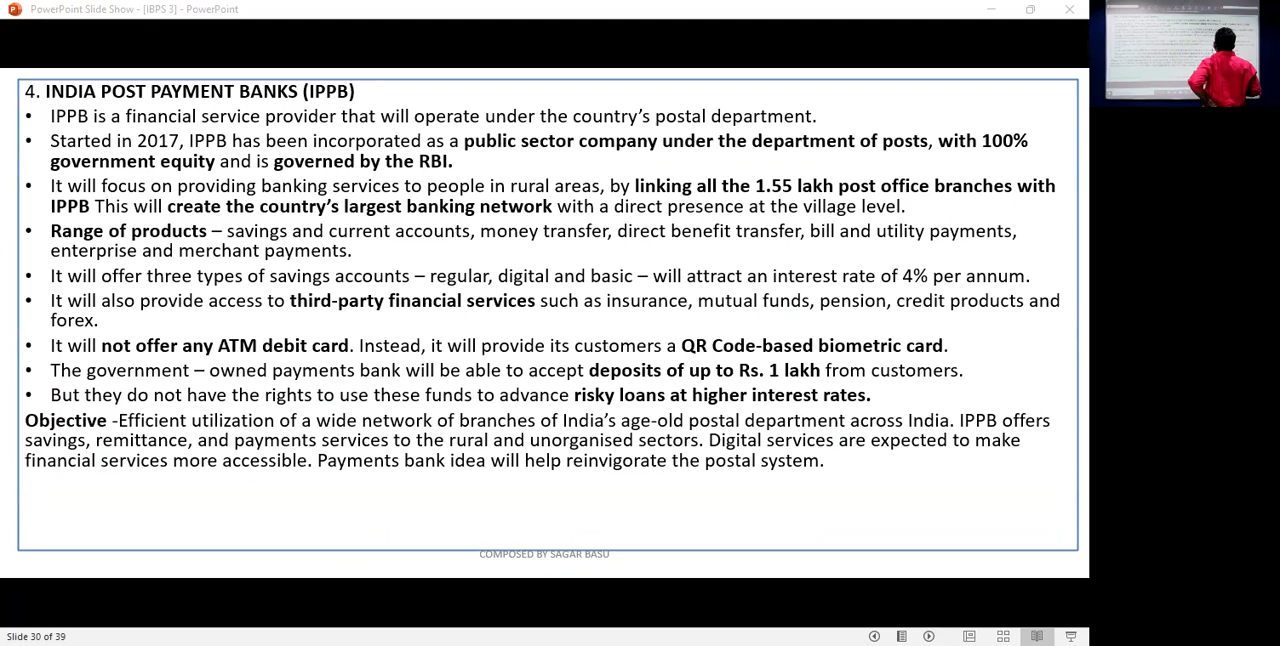 PowerPoint Slide Show - [IBPS 3] - PowerPoint
4. INDIA POST PAYMENT BANKS (IPPB)
• IPPB is a financial service provider that will operate under the country's postal department.
• Started in 2017, IPPB has been incorporated as a public sector company under the department of posts, with 100%
government equity and is governed by the RBI.
• It will focus on providing banking services to people in rural areas, by linking all the 1.55 lakh post office branches with
IPPB This will create the country's largest banking network with a direct presence at the village level.
• Range of products – savings and current accounts, money transfer, direct benefit transfer, bill and utility payments,
enterprise and merchant payments.
• It will offer three types of savings accounts – regular, digital and basic – will attract an interest rate of 4% per annum.
• It will also provide access to third-party financial services such as insurance, mutual funds, pension, credit products and
forex.
• It will not offer any ATM debit card. Instead, it will provide its customers a QR Code-based biometric card.
• The government – owned payments bank will be able to accept deposits of up to Rs. 1 lakh from customers.
• But they do not have the rights to use these funds to advance risky loans at higher interest rates.
Objective -Efficient utilization of a wide network of branches of India's age-old postal department across India. IPPB offers
savings, remittance, and payments services to the rural and unorganised sectors. Digital services are expected to make
financial services more accessible. Payments bank idea will help reinvigorate the postal system.
COMPOSED BY SAGAR BASU
Slide 30 of 39